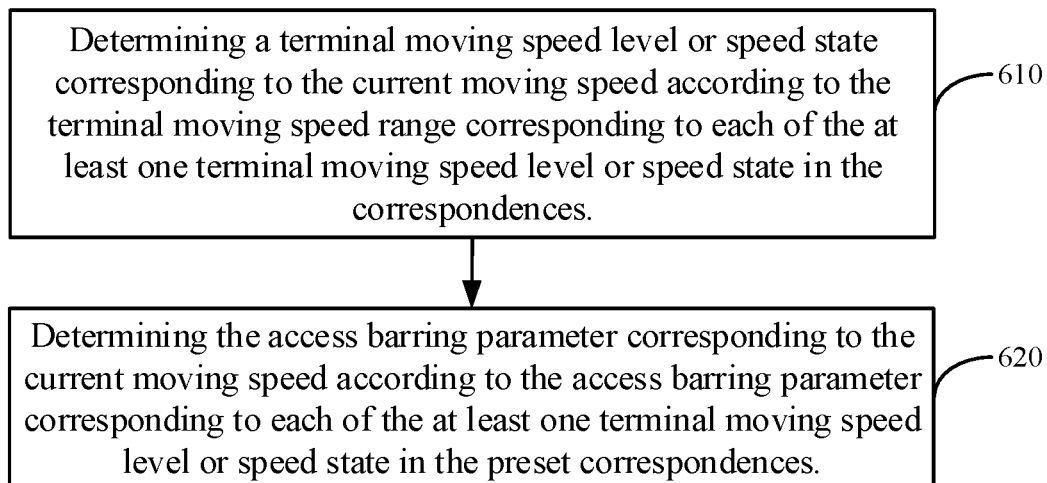 Determining a terminal moving speed level or speed state
corresponding to the current moving speed according to the
terminal moving speed range corresponding to each of the at
least one terminal moving speed level or speed state in the
correspondences.
610
Determining the access barring parameter corresponding to the
current moving speed according to the access barring parameter
corresponding to each of the at least one terminal moving speed
level or speed state in the preset correspondences.
620